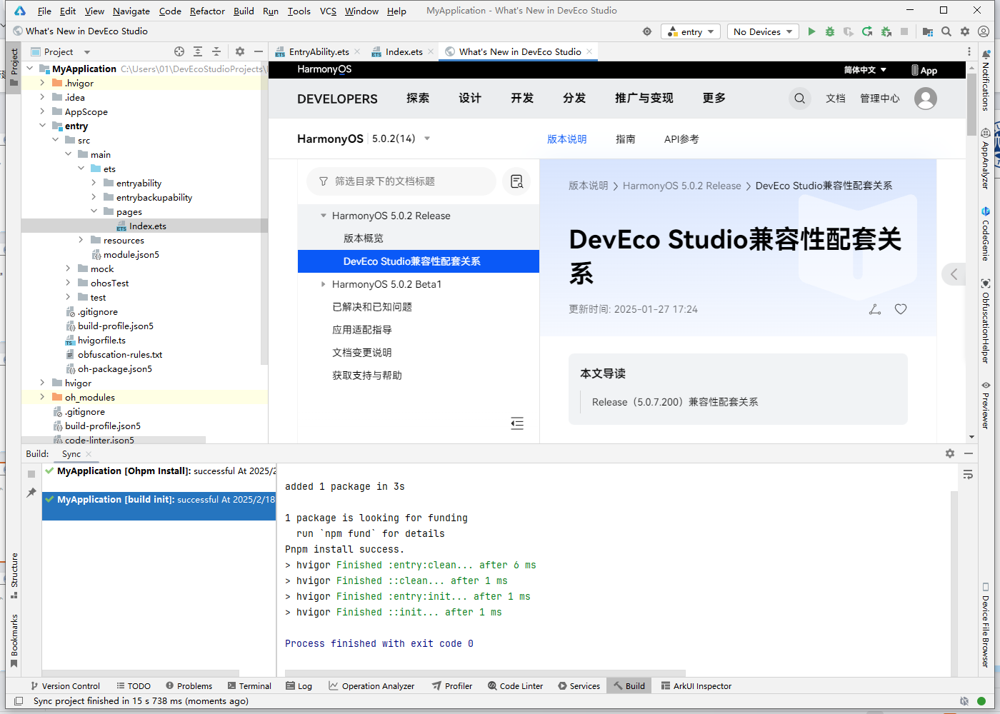 File Edit View Navigate Code Refactor Build Run Tools VCS Window Help MyApplication - What's New in DevEco Studio
What's New in DevEco Studio
entry
No Devices
Project
EntryAbility.ets
Index.ets
What's New in DevEco Studio
Project
MyApplication C:\Users\01\DevEcoStudioProjects\
.hvigor
.idea
AppScope
entry
src
main
ets
entryability
entrybackupability
pages
Index.ets
resources
module.json5
mock
ohosTest
test
.gitignore
build-profile.json5
hvigorfile.ts
obfuscation-rules.txt
oh-package.json5
hvigor
oh_modules
.gitignore
build-profile.json5
code-linter.json5
HarmonyOS
简体中文
App
DEVELOPERS 探索 设计 开发 分发 推广与变现 更多
文档 管理中心
HarmonyOS 5.0.2(14)
版本说明 指南 API参考
筛选目录下的文档标题
HarmonyOS 5.0.2 Release
版本概览
DevEco Studio兼容性配套关系
HarmonyOS 5.0.2 Beta1
已解决和已知问题
应用适配指导
文档变更说明
获取支持与帮助
版本说明 > HarmonyOS 5.0.2 Release > DevEco Studio兼容性配套关系
DevEco Studio兼容性配套关
系
更新时间: 2025-01-27 17:24
本文导读
Release（5.0.7.200）兼容性配套关系
Notifications
AppAnalyzer
CodeGenie
ObfuscationHelper
Previewer
Device File Browser
Structure
Bookmarks
Build: Sync
MyApplication [Ohpm Install]: successful At 2025/2
MyApplication [build init]: successful At 2025/2/18
added 1 package in 3s
1 package is looking for funding
run `npm fund` for details
Pnpm install success.
> hvigor Finished :entry:clean... after 6 ms
> hvigor Finished ::clean... after 1 ms
> hvigor Finished :entry:init... after 1 ms
> hvigor Finished ::init... after 1 ms
Process finished with exit code 0
Version Control TODO Problems Terminal Log Operation Analyzer Profiler Code Linter Services Build ArkUI Inspector
Sync project finished in 15 s 738 ms (moments ago)